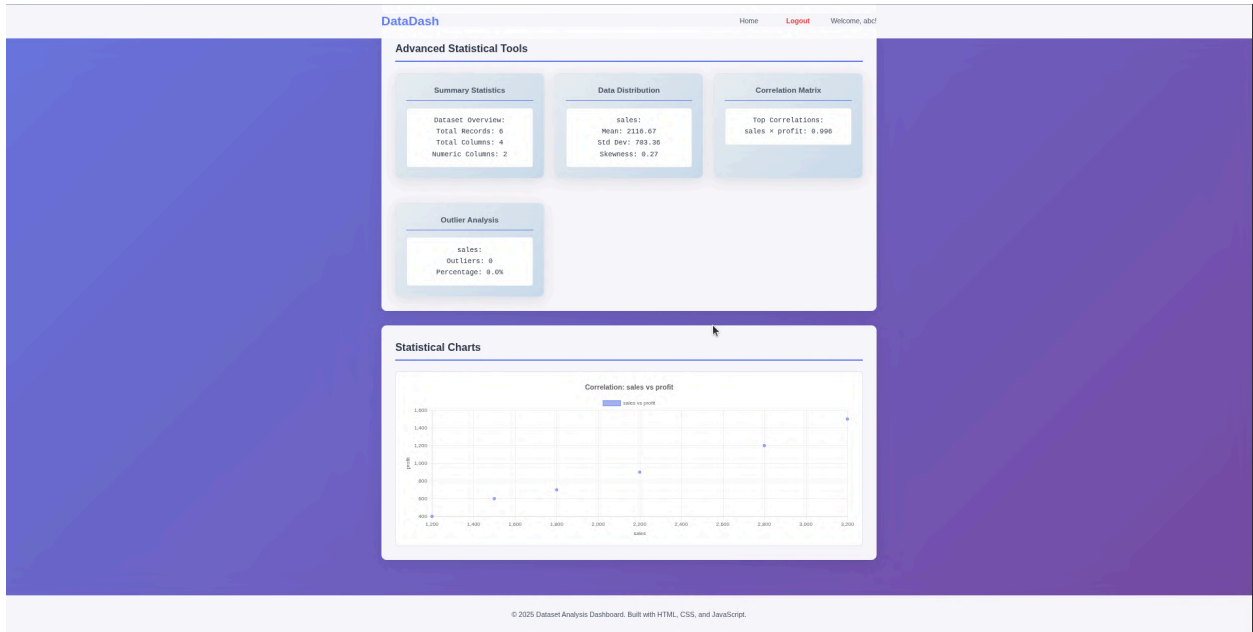 DataDash
Home Logout Welcome, abc!
Advanced Statistical Tools
Summary Statistics
Dataset Overview:
Total Records: 6
Total Columns: 4
Numeric Columns: 2
Data Distribution
sales:
Mean: 2116.67
Std Dev: 703.36
Skewness: 0.27
Correlation Matrix
Top Correlations:
sales × profit: 0.996
Outlier Analysis
sales:
Outliers: 0
Percentage: 0.0%
Statistical Charts
Correlation: sales vs profit
sales vs profit
profit
1,600
1,400
1,200
1,000
800
600
400
1,200 1,400 1,600 1,800 2,000 2,200 2,400 2,600 2,800 3,000 3,200
sales
© 2025 Dataset Analysis Dashboard. Built with HTML, CSS, and JavaScript.